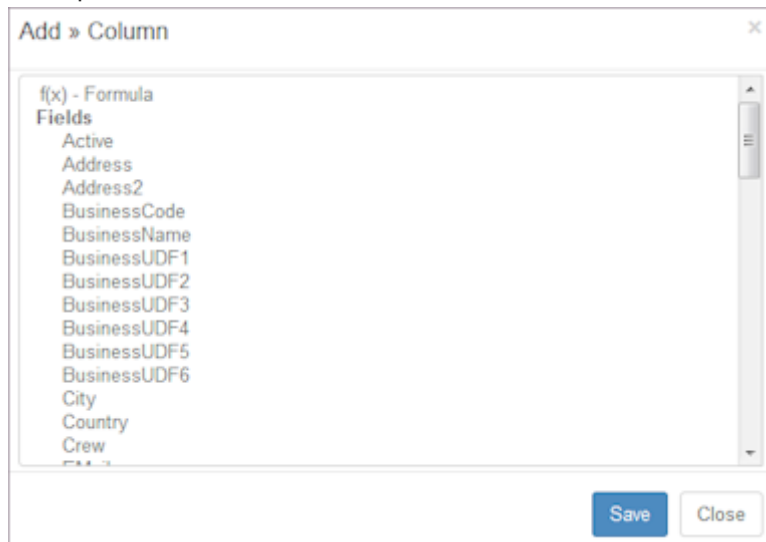 Add » Column
×
f(x) - Formula
Fields
Active
Address
Address2
BusinessCode
BusinessName
BusinessUDF1
BusinessUDF2
BusinessUDF3
BusinessUDF4
BusinessUDF5
BusinessUDF6
City
Country
Crew
Save
Close